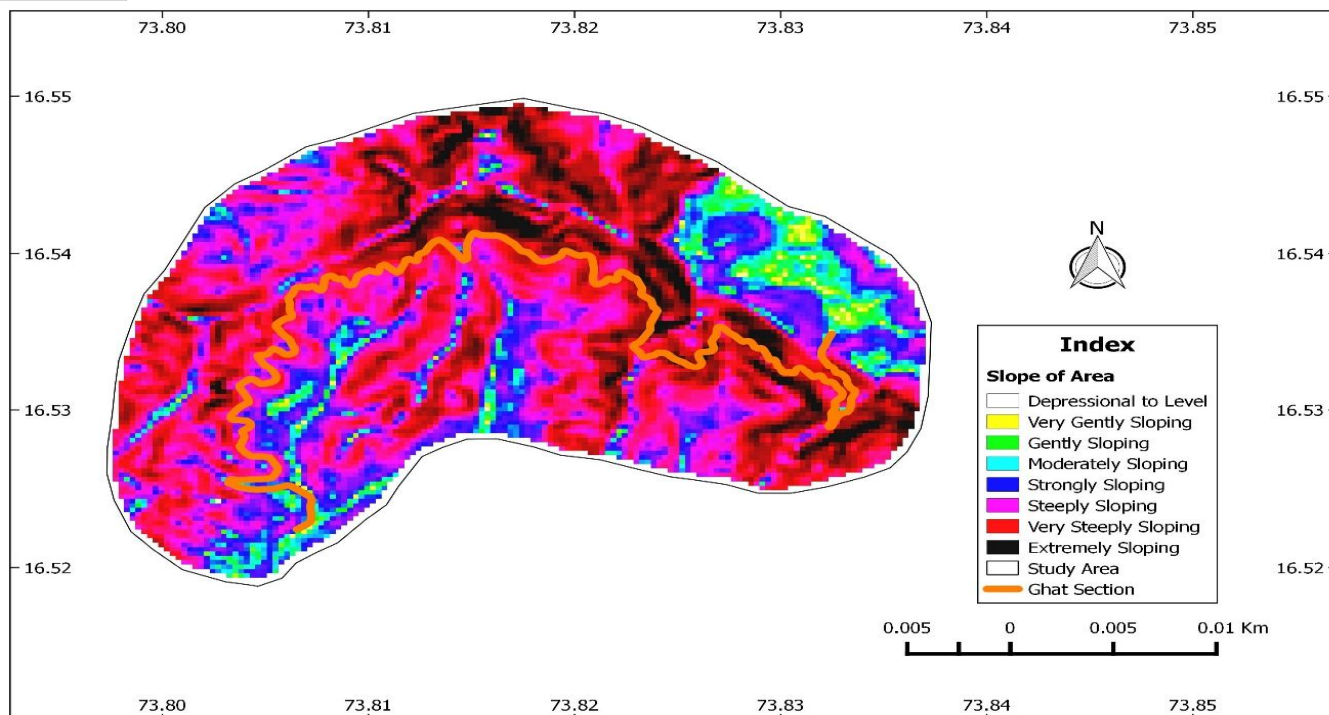 73.80 73.81 73.82 73.83 73.84 73.85
16.55 16.55
16.54 16.54
N
16.53 16.53
16.52 16.52
Index
Slope of Area
Depressional to Level
Very Gently Sloping
Gently Sloping
Moderately Sloping
Strongly Sloping
Steeply Sloping
Very Steeply Sloping
Extremely Sloping
Study Area
Ghat Section
0.005 0 0.005 0.01 Km
73.80 73.81 73.82 73.83 73.84 73.85